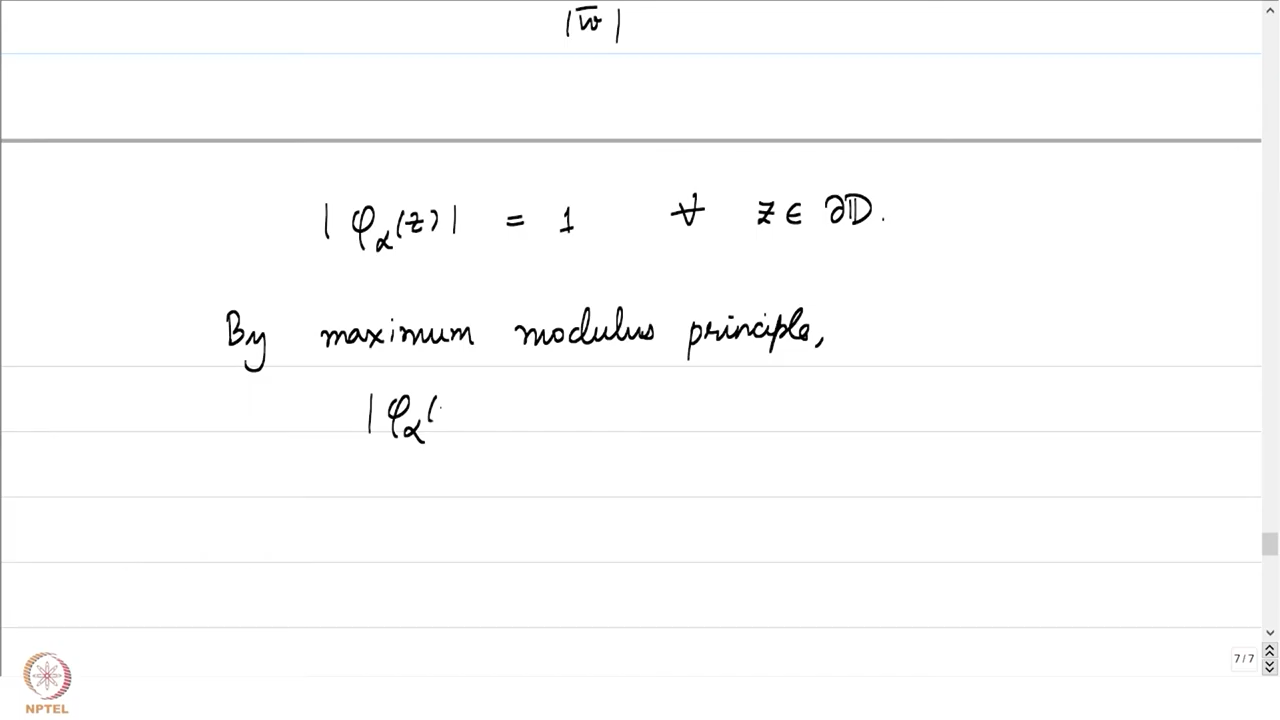 |w̅|
|φ_α(z)| = 1 ∀ z ∈ ∂𝔻.
By maximum modulus principle,
|φ_α(
7/7
NPTEL